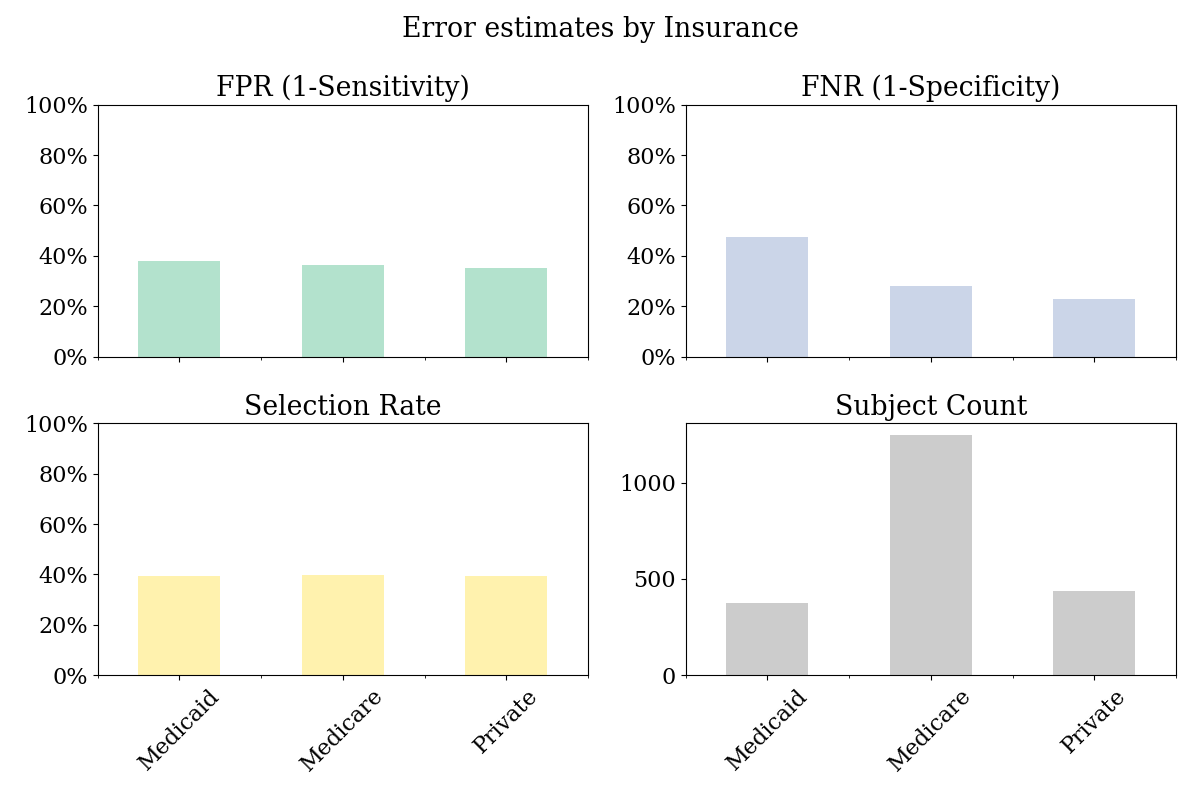 Error estimates by Insurance
FPR (1-Sensitivity)
100%
80%
60%
40%
20%
0%
FNR (1-Specificity)
100%
80%
60%
40%
20%
0%
Selection Rate
100%
80%
60%
40%
20%
0%
Medicaid
Medicare
Private
Subject Count
1000
500
0
Medicaid
Medicare
Private